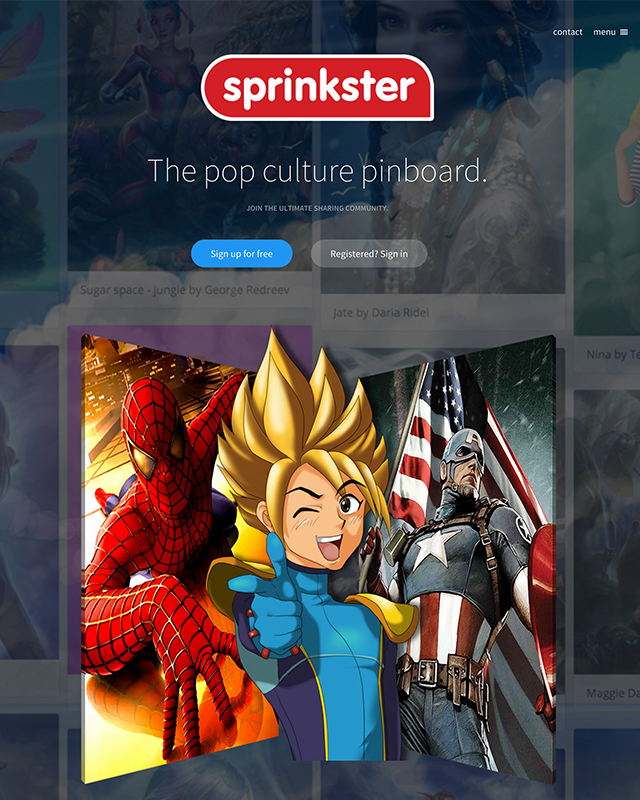 contact menu
sprinkster
The pop culture pinboard.
JOIN THE ULTIMATE SHARING COMMUNITY.
Sign up for free
Registered? Sign in
Sugar space - jungle by George Redreev
Jate by Daria Ridel
Nina by Te
Maggie Da